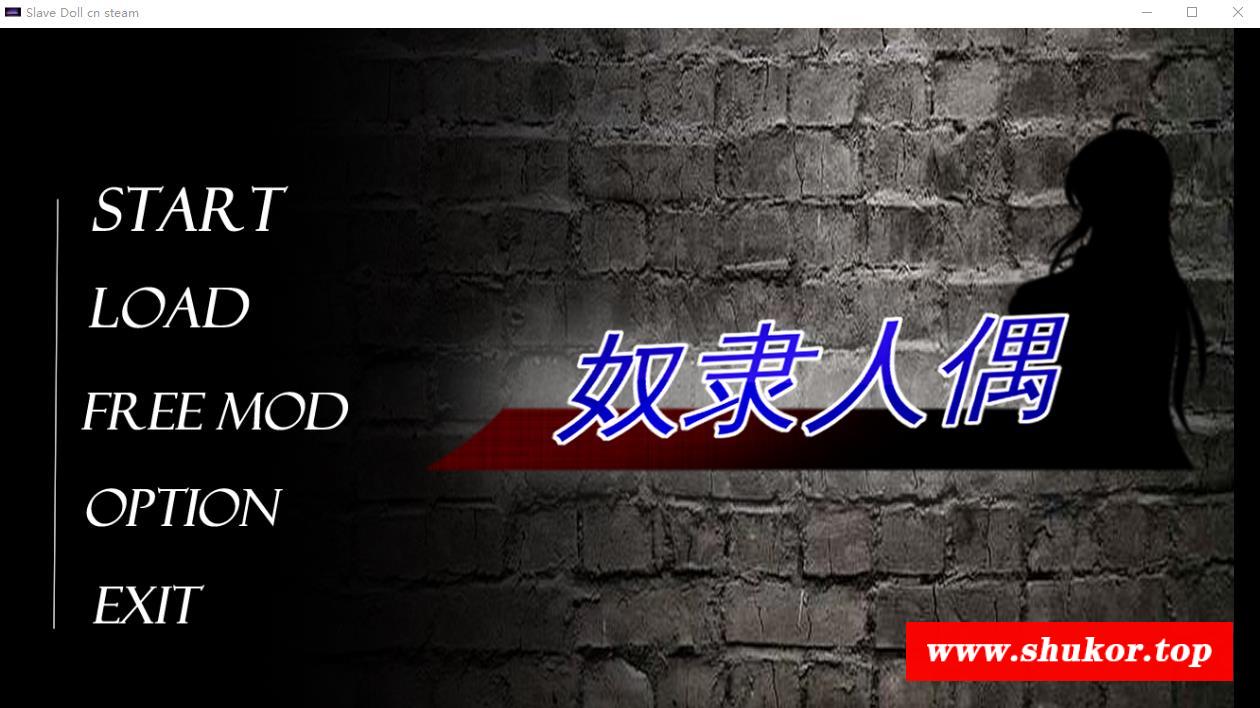 Slave Doll cn steam
START
LOAD
FREE MOD
OPTION
EXIT
奴隶人偶
www.shukor.top